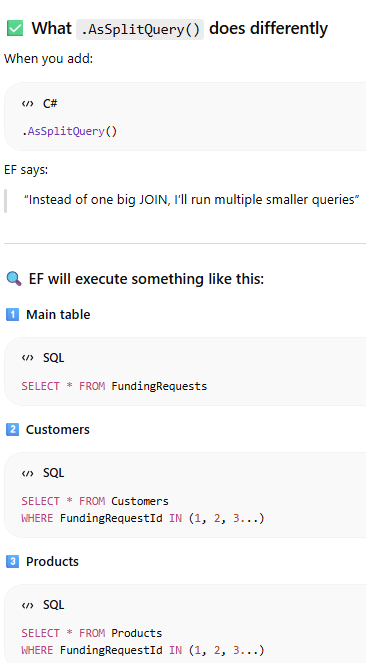 ✅ What .AsSplitQuery() does differently
When you add:
</> C#
.AsSplitQuery()
EF says:
“Instead of one big JOIN, I’ll run multiple smaller queries”
🔍 EF will execute something like this:
1️⃣ Main table
</> SQL
SELECT * FROM FundingRequests
2️⃣ Customers
</> SQL
SELECT * FROM Customers
WHERE FundingRequestId IN (1, 2, 3...)
3️⃣ Products
</> SQL
SELECT * FROM Products
WHERE FundingRequestId IN (1, 2, 3...)